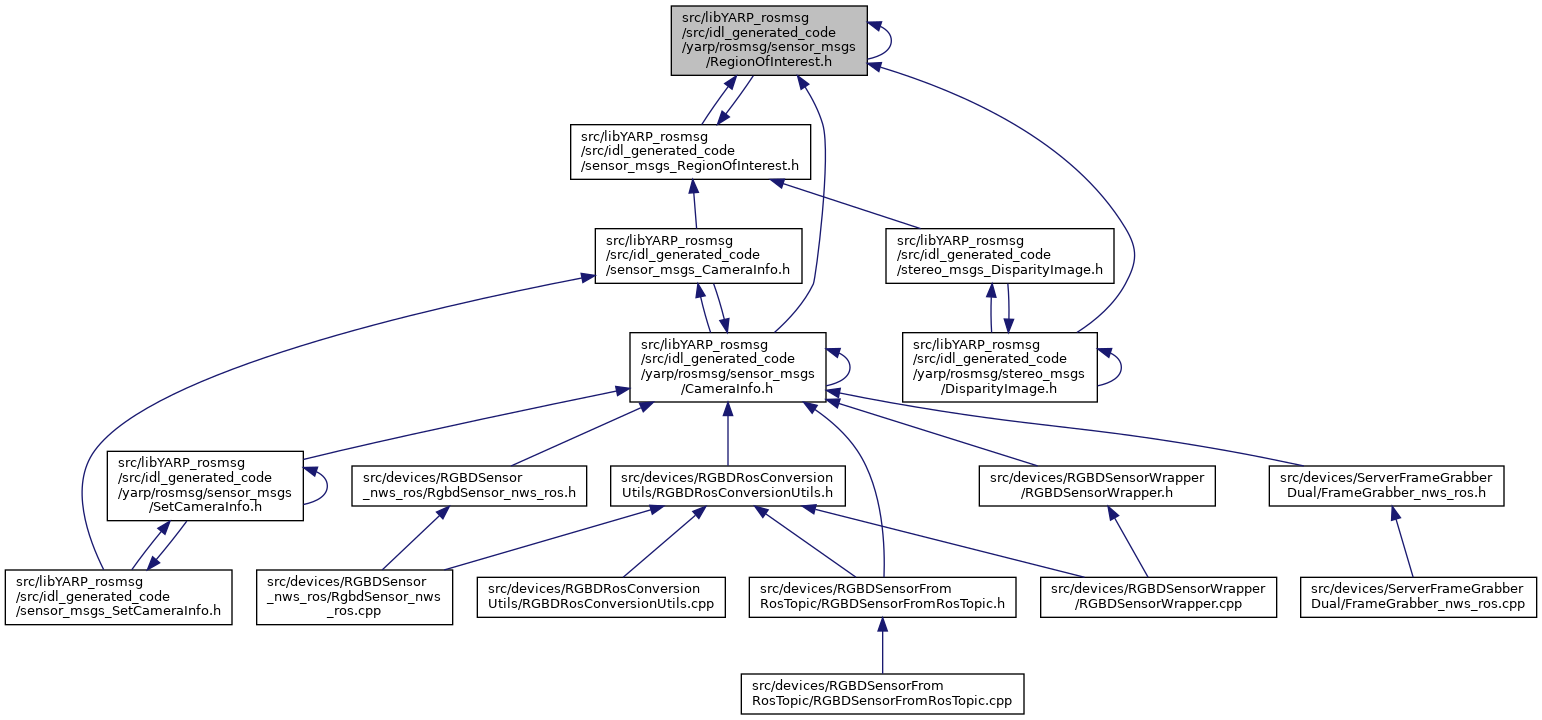 src/libYARP_rosmsg
/src/idl_generated_code
/yarp/rosmsg/sensor_msgs
/RegionOfInterest.h
src/libYARP_rosmsg
/src/idl_generated_code
/sensor_msgs_RegionOfInterest.h
src/libYARP_rosmsg
/src/idl_generated_code
/sensor_msgs_CameraInfo.h
src/libYARP_rosmsg
/src/idl_generated_code
/stereo_msgs_DisparityImage.h
src/libYARP_rosmsg
/src/idl_generated_code
/yarp/rosmsg/sensor_msgs
/CameraInfo.h
src/libYARP_rosmsg
/src/idl_generated_code
/yarp/rosmsg/stereo_msgs
/DisparityImage.h
src/libYARP_rosmsg
/src/idl_generated_code
/yarp/rosmsg/sensor_msgs
/SetCameraInfo.h
src/devices/RGBDSensor
_nws_ros/RgbdSensor_nws_ros.h
src/devices/RGBDRosConversion
Utils/RGBDRosConversionUtils.h
src/devices/RGBDSensorWrapper
/RGBDSensorWrapper.h
src/devices/ServerFrameGrabber
Dual/FrameGrabber_nws_ros.h
src/libYARP_rosmsg
/src/idl_generated_code
/sensor_msgs_SetCameraInfo.h
src/devices/RGBDSensor
_nws_ros/RgbdSensor_nws
_ros.cpp
src/devices/RGBDRosConversion
Utils/RGBDRosConversionUtils.cpp
src/devices/RGBDSensorFrom
RosTopic/RGBDSensorFromRosTopic.h
src/devices/RGBDSensorWrapper
/RGBDSensorWrapper.cpp
src/devices/ServerFrameGrabber
Dual/FrameGrabber_nws_ros.cpp
src/devices/RGBDSensorFrom
RosTopic/RGBDSensorFromRosTopic.cpp